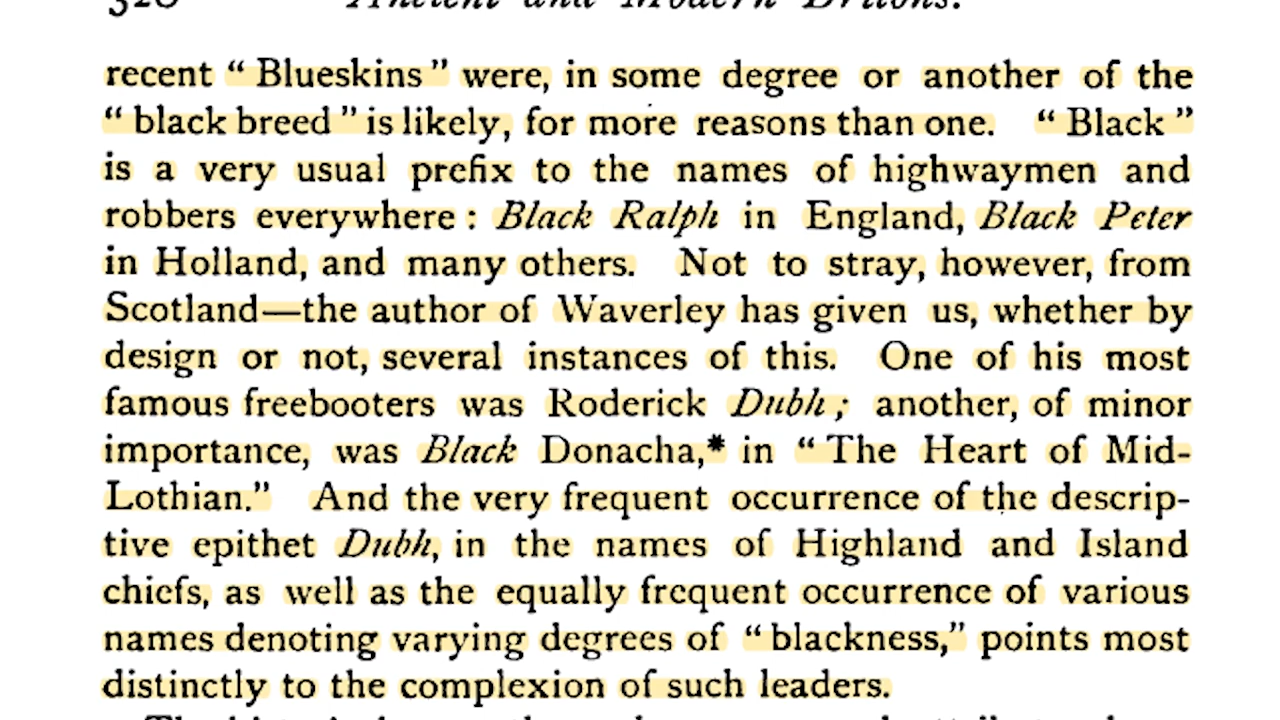 320 Ancient and Modern Britons.
recent “ Blueskins ” were, in some degree or another of the
“ black breed ” is likely, for more reasons than one. “ Black ”
is a very usual prefix to the names of highwaymen and
robbers everywhere : Black Ralph in England, Black Peter
in Holland, and many others. Not to stray, however, from
Scotland—the author of Waverley has given us, whether by
design or not, several instances of this. One of his most
famous freebooters was Roderick Dubh ; another, of minor
importance, was Black Donacha,* in “ The Heart of Mid-
Lothian.” And the very frequent occurrence of the descrip-
tive epithet Dubh, in the names of Highland and Island
chiefs, as well as the equally frequent occurrence of various
names denoting varying degrees of “ blackness,” points most
distinctly to the complexion of such leaders.